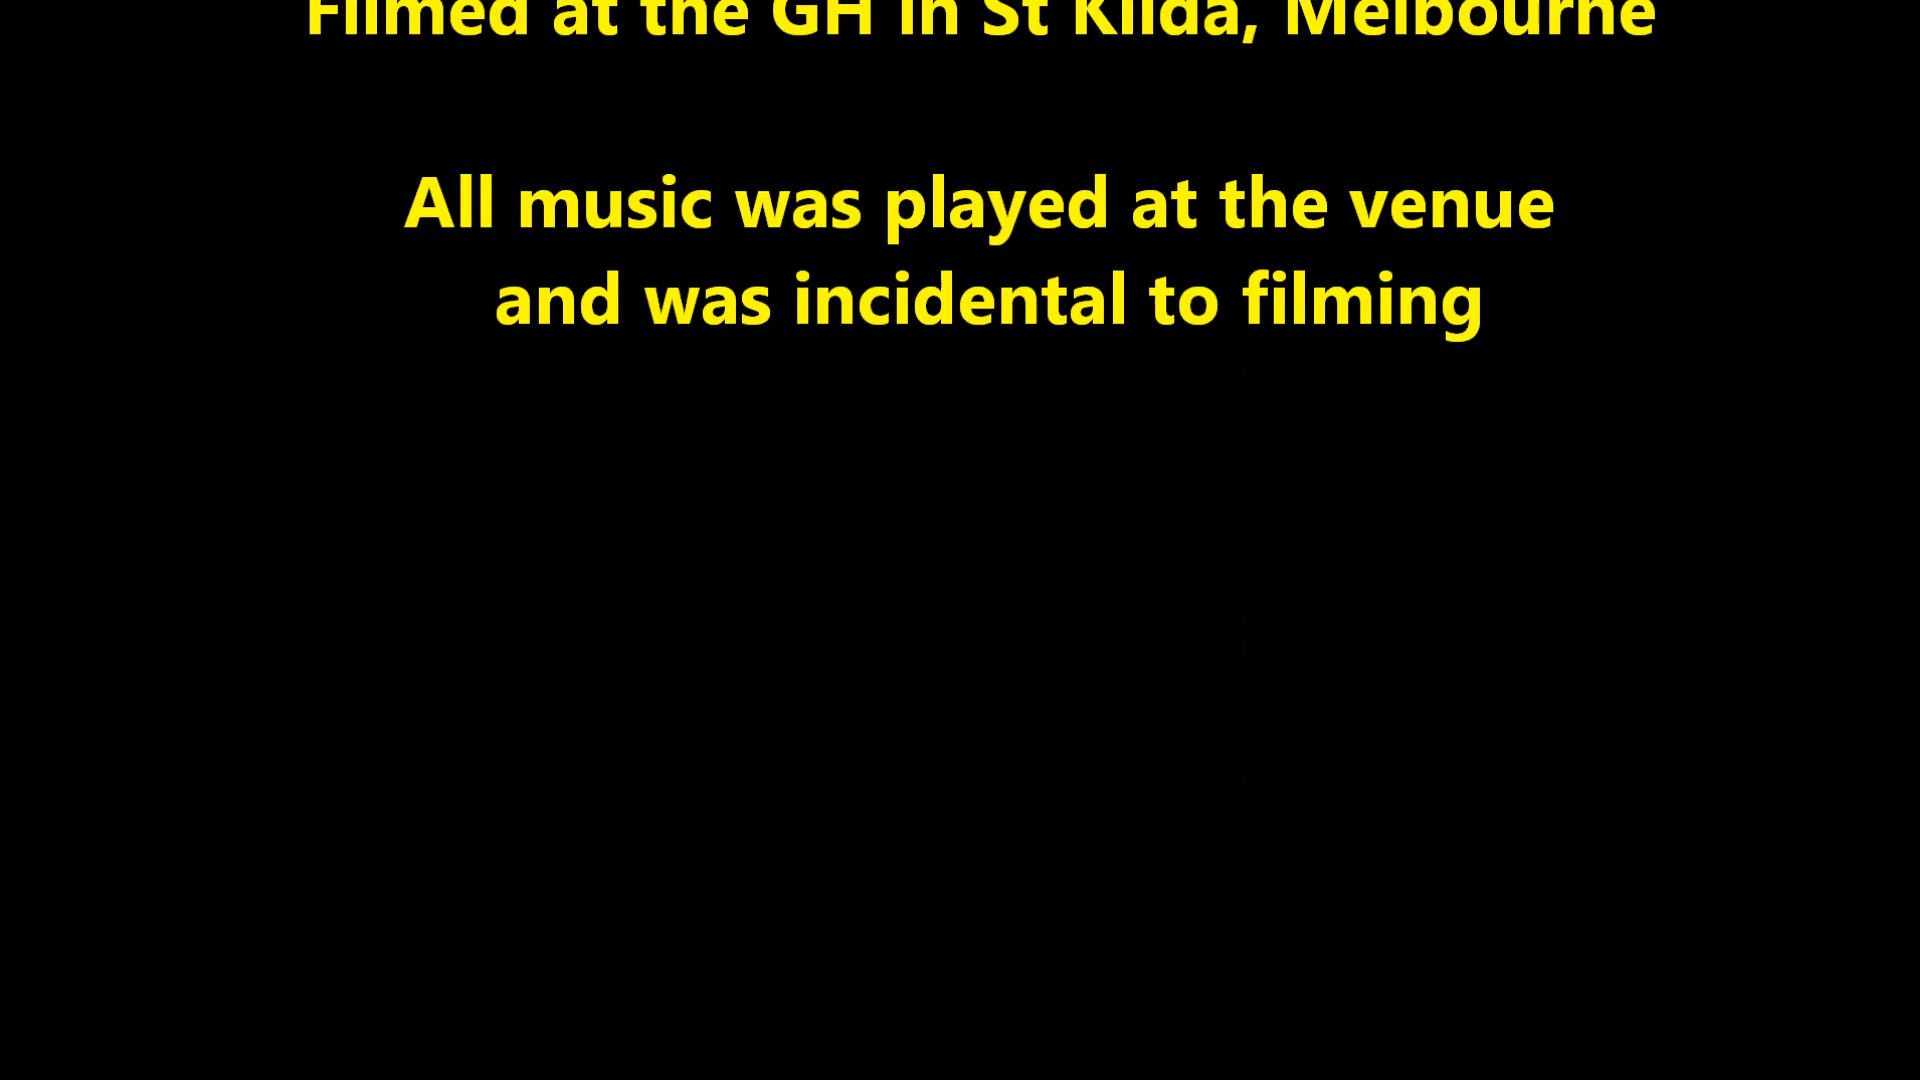 Filmed at the GH in St Kilda, Melbourne
All music was played at the venue
and was incidental to filming